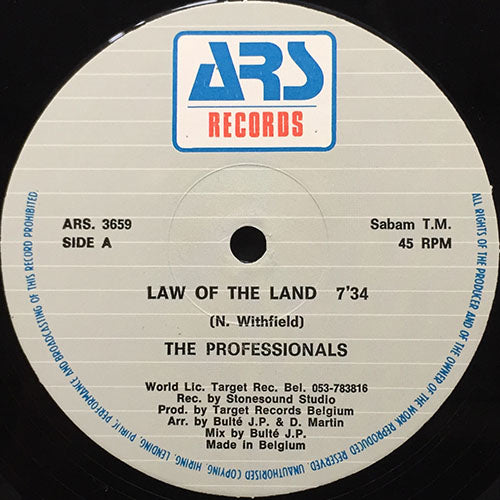 ARS
RECORDS
ARS. 3659
SIDE A
Sabam T.M.
45 RPM
LAW OF THE LAND 7'34
(N. Withfield)
THE PROFESSIONALS
World Lic. Target Rec. Bel. 053-783816
Rec. by Stonesound Studio
Prod. by Target Records Belgium
Arr. by Bulté J.P. & D. Martin
Mix by Bulté J.P.
Made in Belgium
ALL RIGHTS OF THE PRODUCER AND OF THE OWNER OF THE WORK REPRODUCED RESERVED. UNAUTHORISED COPYING, HIRING, LENDING, PUBLIC PERFORMANCE AND BROADCASTING OF THIS RECORD PROHIBITED.